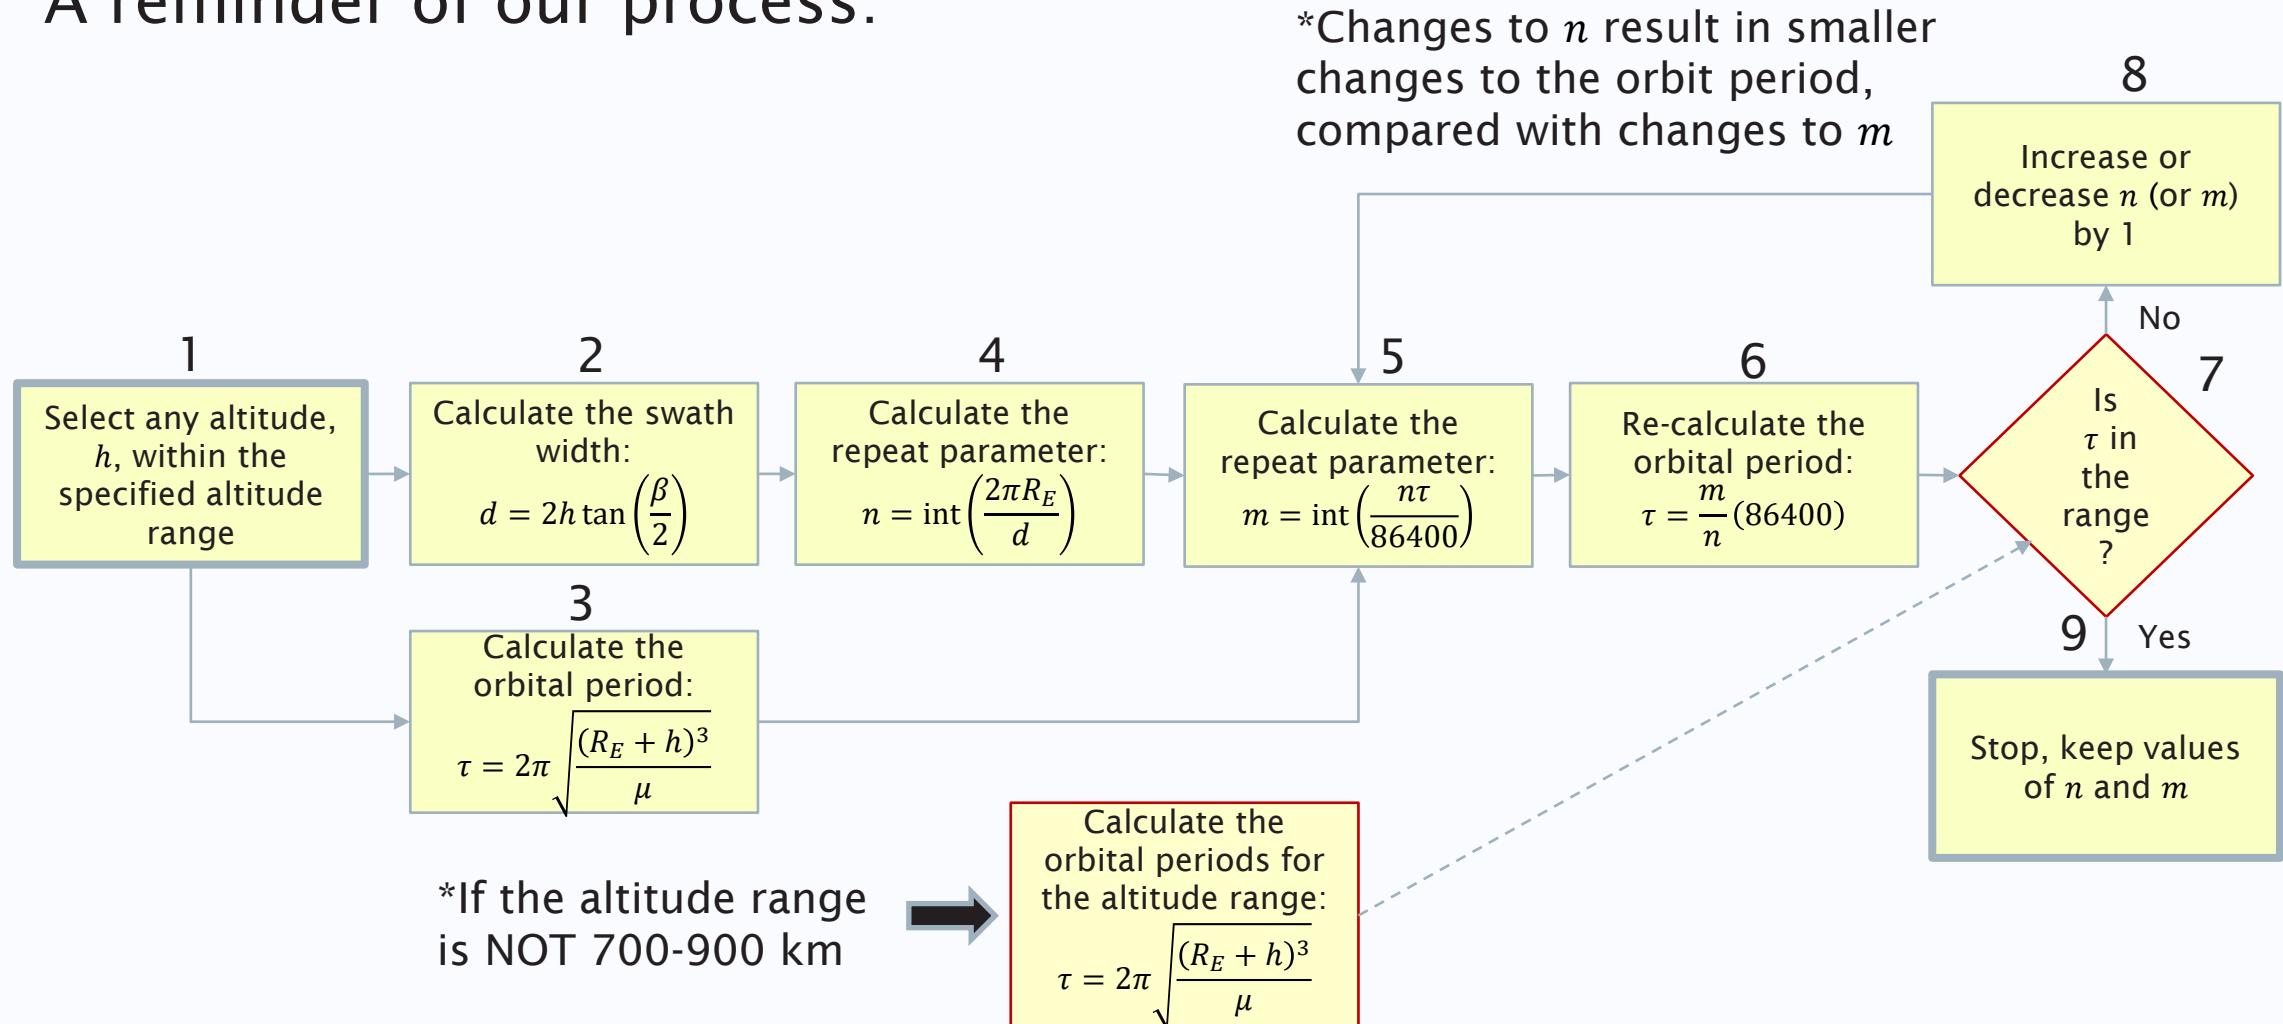 A reminder of our process:
*Changes to n result in smaller
changes to the orbit period,
compared with changes to m
8
Increase or
decrease n (or m)
by 1
No
1
Select any altitude,
h, within the
specified altitude
range
2
Calculate the swath
width:
d = 2h tan(β/2)
4
Calculate the
repeat parameter:
n = int(2πR_E/d)
5
Calculate the
repeat parameter:
m = int(nτ/86400)
6
Re-calculate the
orbital period:
τ = m/n (86400)
7
Is
τ in
the
range
?
3
Calculate the
orbital period:
τ = 2π√((R_E + h)³/μ)
9
Yes
Stop, keep values
of n and m
*If the altitude range
is NOT 700-900 km
Calculate the
orbital periods for
the altitude range:
τ = 2π√((R_E + h)³/μ)